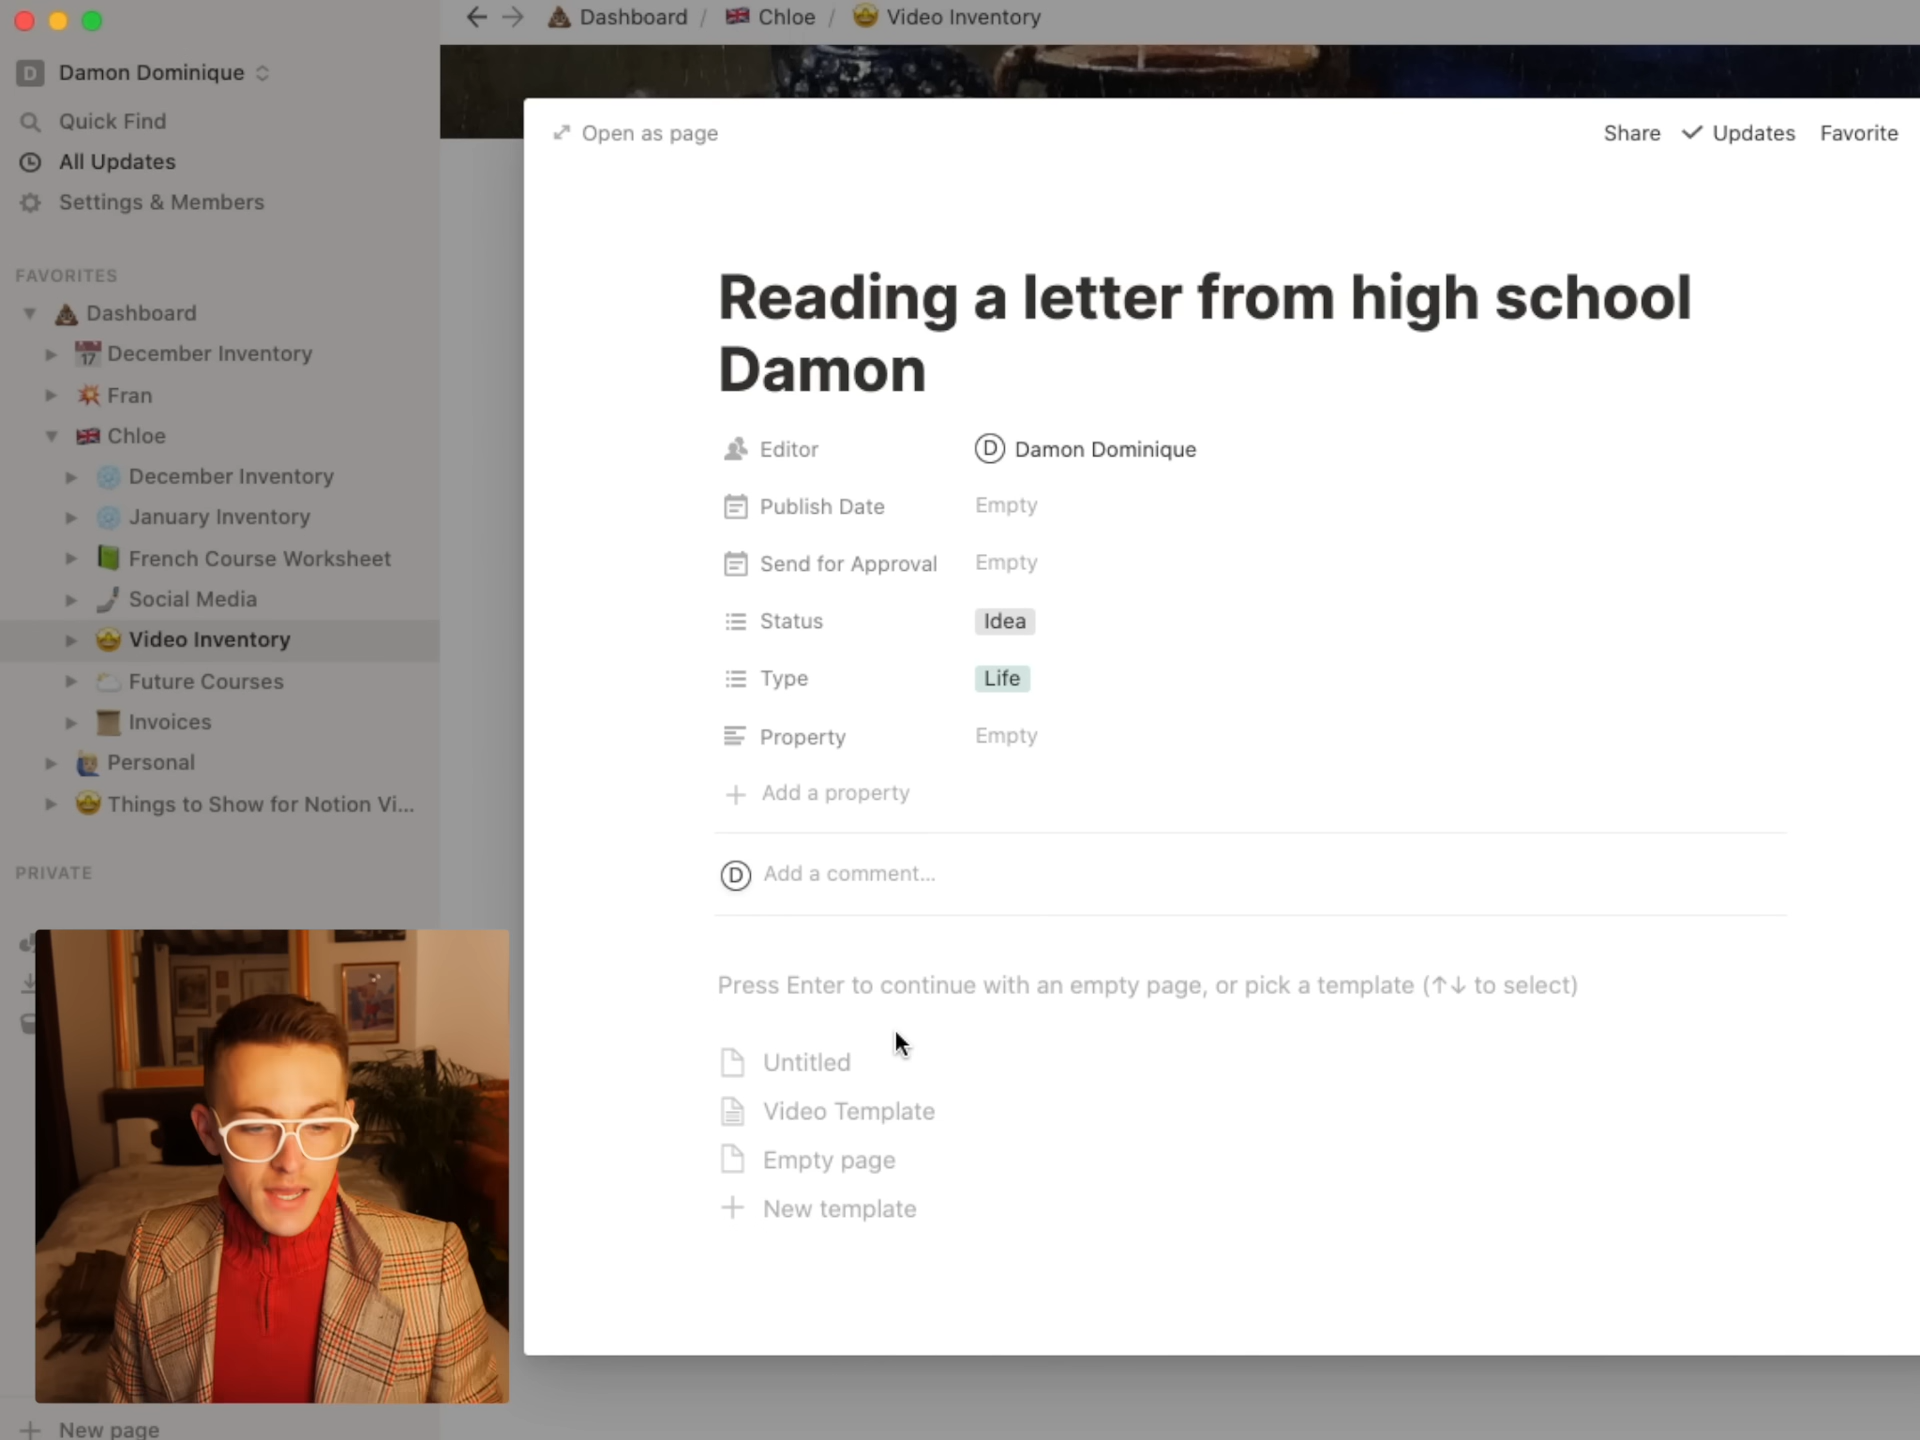 Dashboard / Chloe / Video Inventory
D Damon Dominique
Quick Find
All Updates
Settings & Members
FAVORITES
Dashboard
17 December Inventory
Fran
Chloe
December Inventory
January Inventory
French Course Worksheet
Social Media
Video Inventory
Future Courses
Invoices
Personal
Things to Show for Notion Vi...
PRIVATE
New page
Open as page
Share Updates Favorite
Reading a letter from high school
Damon
Editor D Damon Dominique
Publish Date Empty
Send for Approval Empty
Status Idea
Type Life
Property Empty
Add a property
D Add a comment...
Press Enter to continue with an empty page, or pick a template (↑↓ to select)
Untitled
Video Template
Empty page
New template